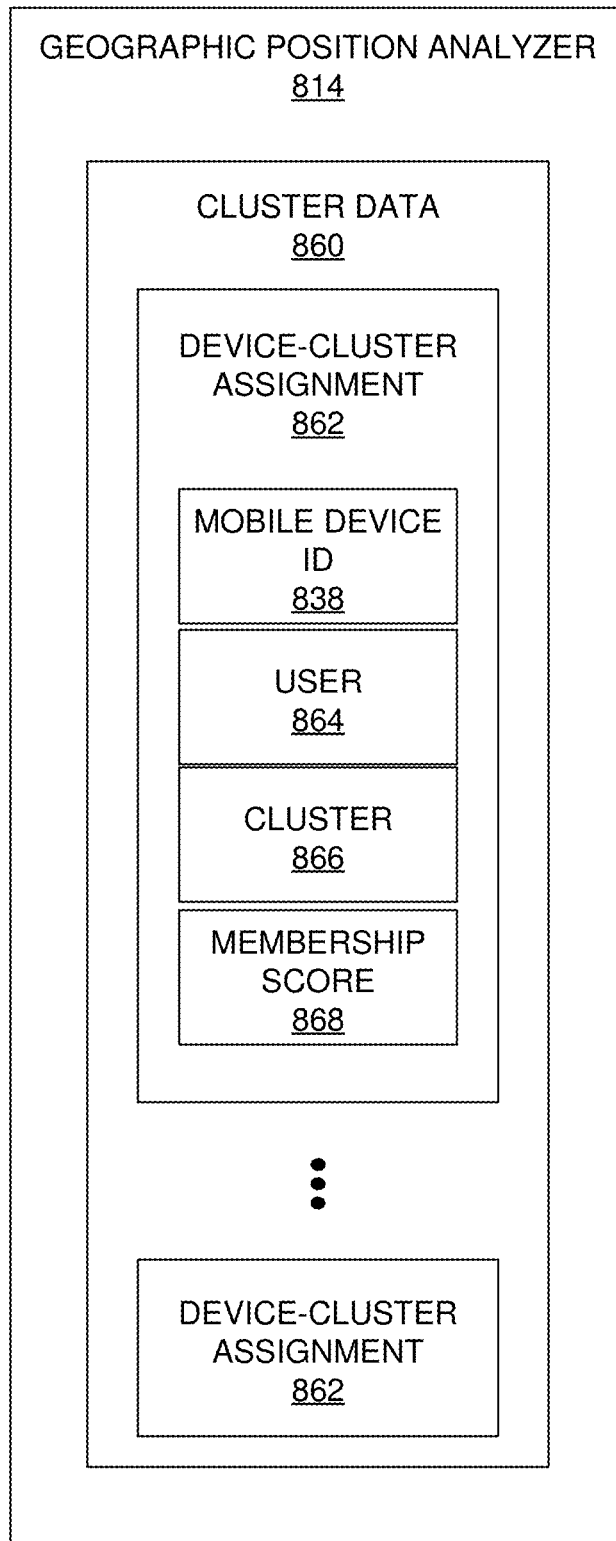 GEOGRAPHIC POSITION ANALYZER
814
CLUSTER DATA
860
DEVICE-CLUSTER
ASSIGNMENT
862
MOBILE DEVICE
ID
838
USER
864
CLUSTER
866
MEMBERSHIP
SCORE
868
DEVICE-CLUSTER
ASSIGNMENT
862